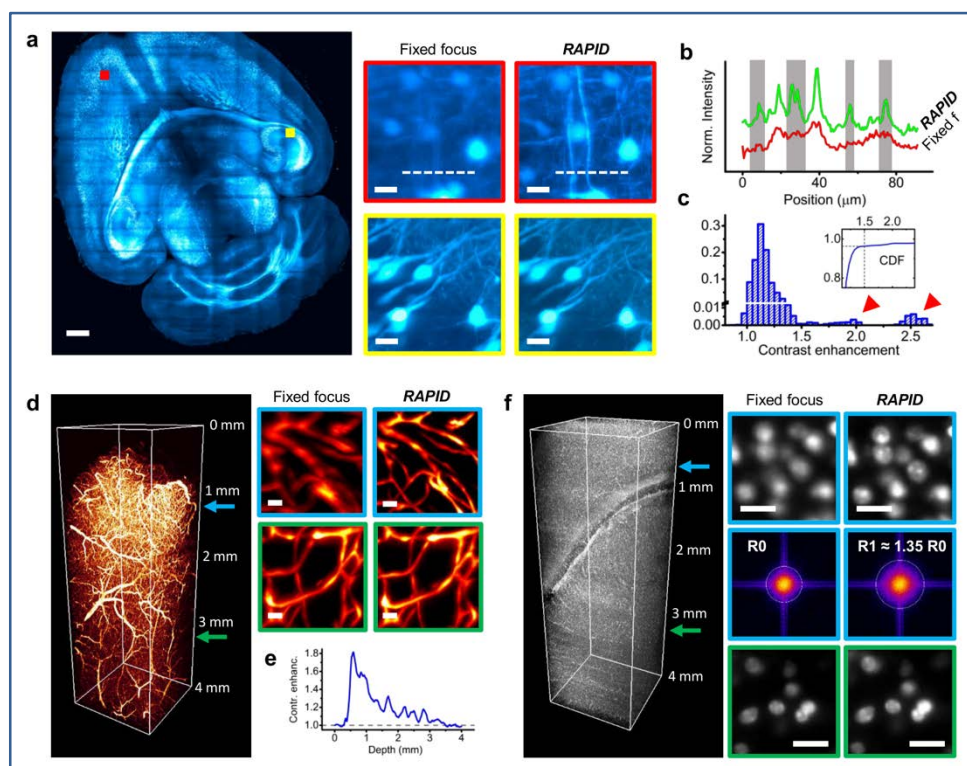 a
Fixed focus
RAPID
b
Norm. Intensity
RAPID
Fixed f
0
40
80
Position (μm)
c
0.3
0.2
0.1
0.01
0.00
1.0
1.5
2.0
2.5
Contrast enhancement
1.5
2.0
1.0
0.8
CDF
d
0 mm
1 mm
2 mm
3 mm
4 mm
Fixed focus
RAPID
e
Contr. enhanc.
1.8
1.6
1.4
1.2
1.0
0
1
2
3
4
Depth (mm)
f
0 mm
1 mm
2 mm
3 mm
4 mm
Fixed focus
RAPID
R0
R1 ≈ 1.35 R0